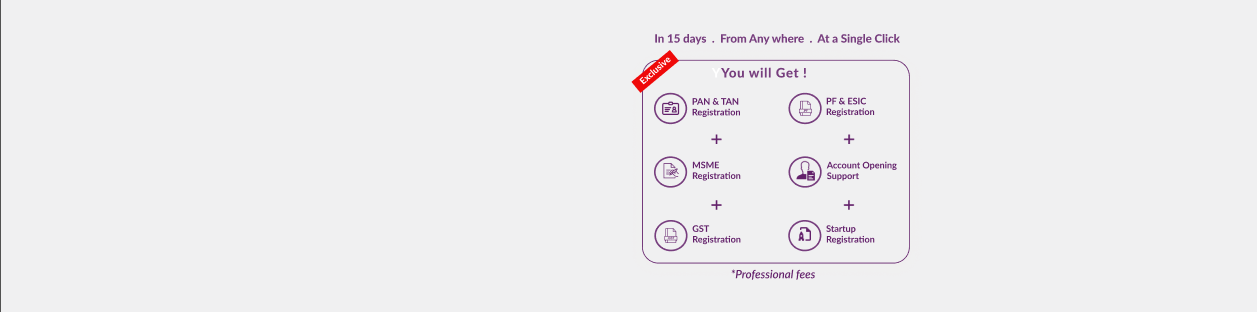 In 15 days . From Any where . At a Single Click
Exclusive
You will Get !
PAN & TAN
Registration
PF & ESIC
Registration
+
+
MSME
Registration
Account Opening
Support
+
+
GST
Registration
Startup
Registration
*Professional fees